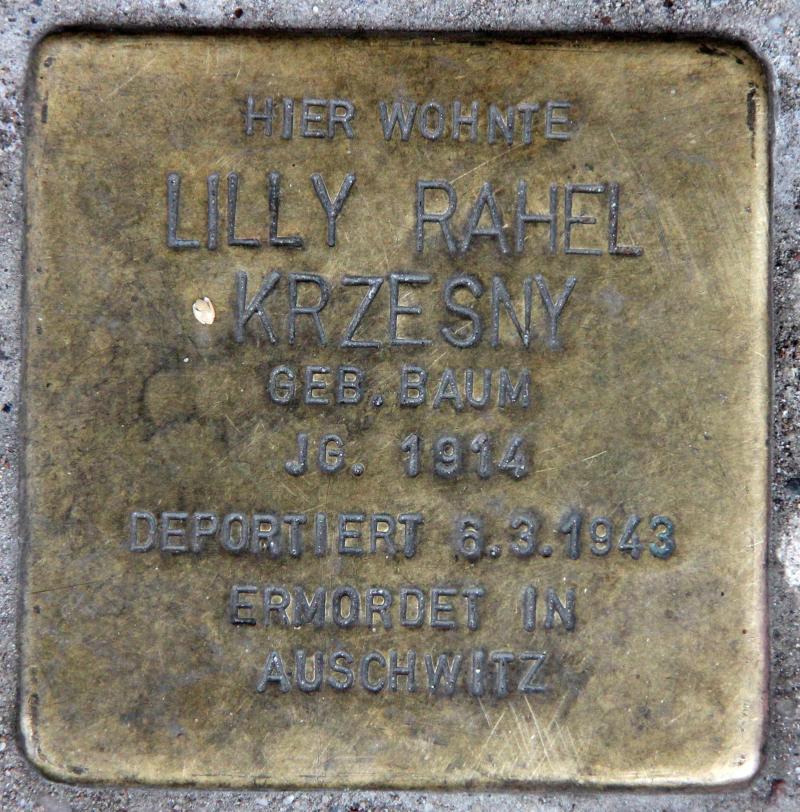 HIER WOHNTE
LILLY RAHEL
KRZESNY
GEB. BAUM
JG. 1914
DEPORTIERT 6.3.1943
ERMORDET IN
AUSCHWITZ